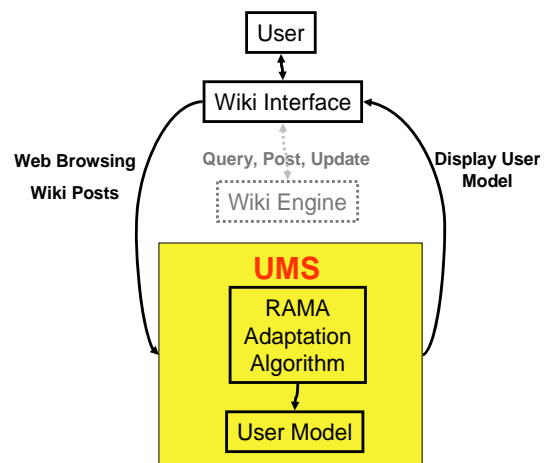 User
Wiki Interface
Web Browsing
Wiki Posts
Query, Post, Update
Display User
Model
Wiki Engine
UMS
RAMA
Adaptation
Algorithm
User Model